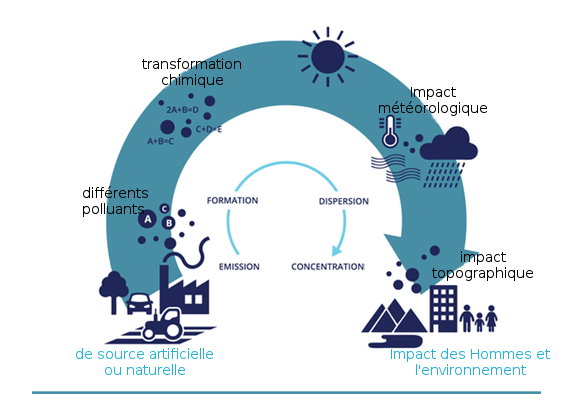 transformation
chimique
2A+B=D
C+D=E
A+B=C
Impact
météorologique
différents
polluants
A
C
B
FORMATION
DISPERSION
EMISSION
CONCENTRATION
impact
topographique
de source artificielle
ou naturelle
Impact des Hommes et
l'environnement